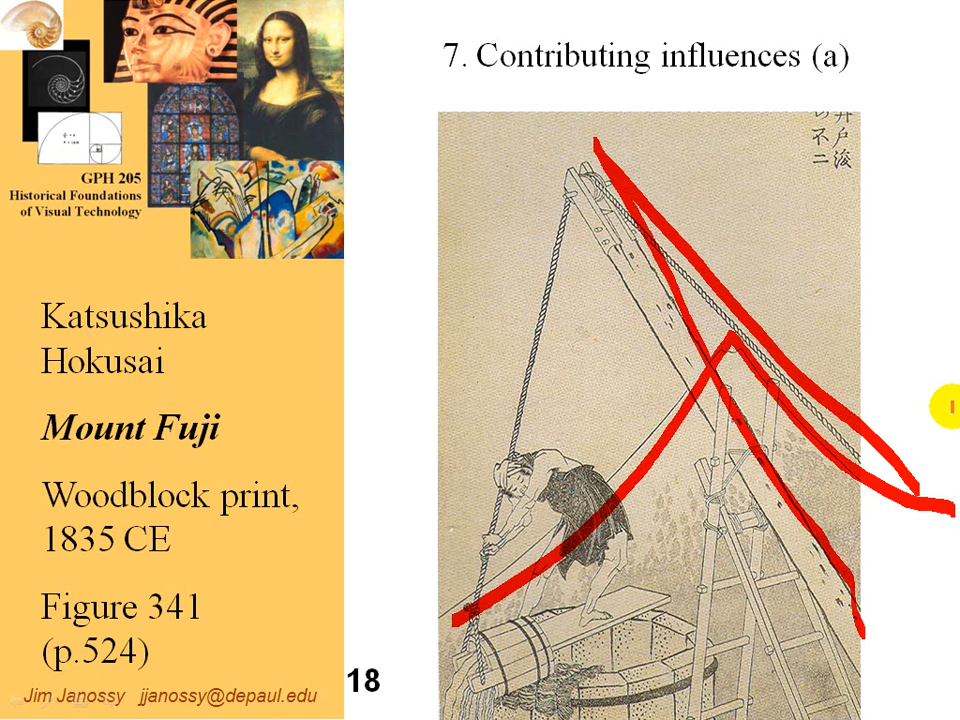 7. Contributing influences (a)
GPH 205
Historical Foundations
of Visual Technology
Katsushika
Hokusai
Mount Fuji
Woodblock print,
1835 CE
Figure 341
(p.524)
Jim Janossy jjanossy@depaul.edu
18
井戸浚
の不二